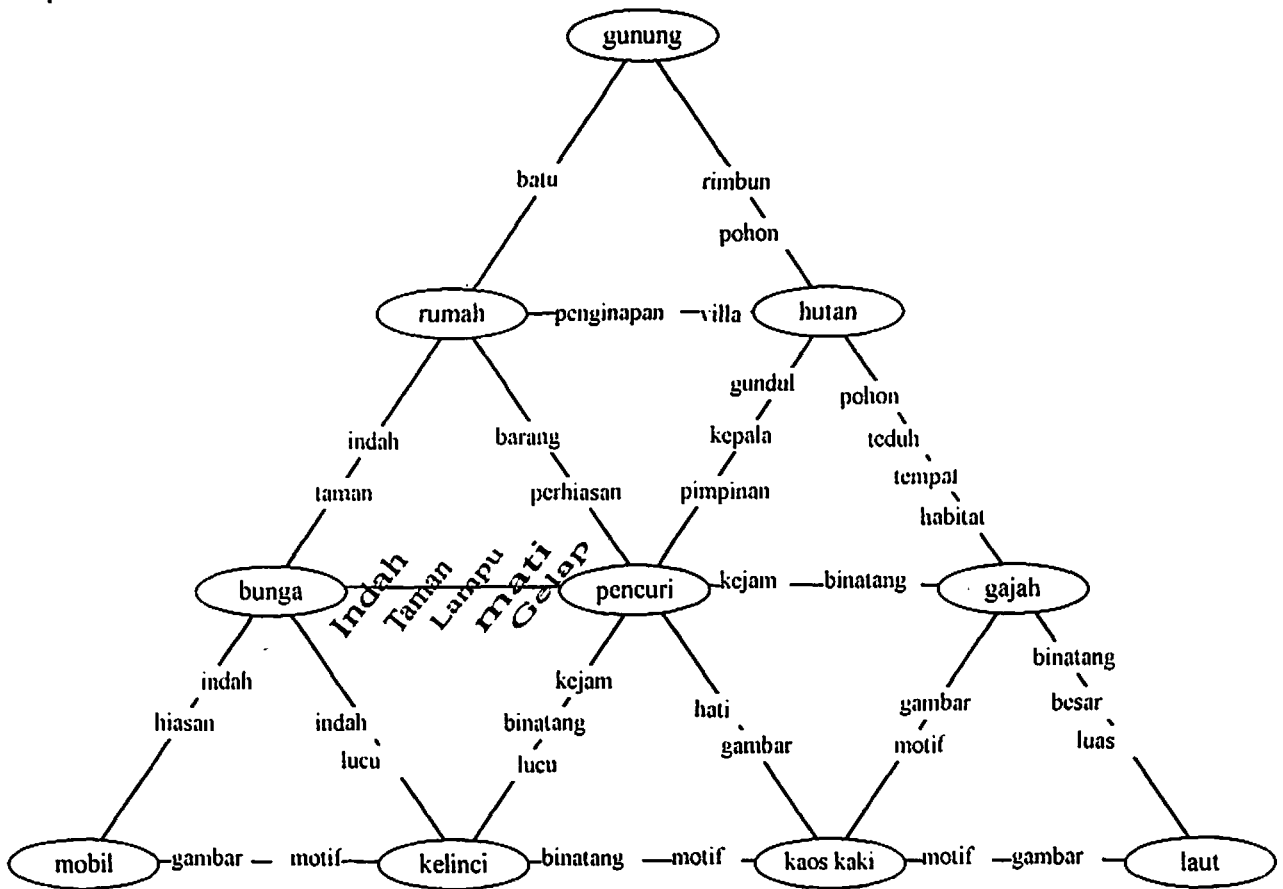 gunung
batu rimbun
pohon
rumah penginapan villa hutan
gundul pohon
indah barang kepala teduh
taman perhiasan pimpinan tempat
habitat
bunga Indah Taman Lampu mati Gelap pencuri kejam binatang gajah
indah kejam binatang
hiasan indah binatang hati gambar besar
lucu lucu gambar motif luas
mobil gambar motif kelinci binatang motif kaos kaki motif gambar laut